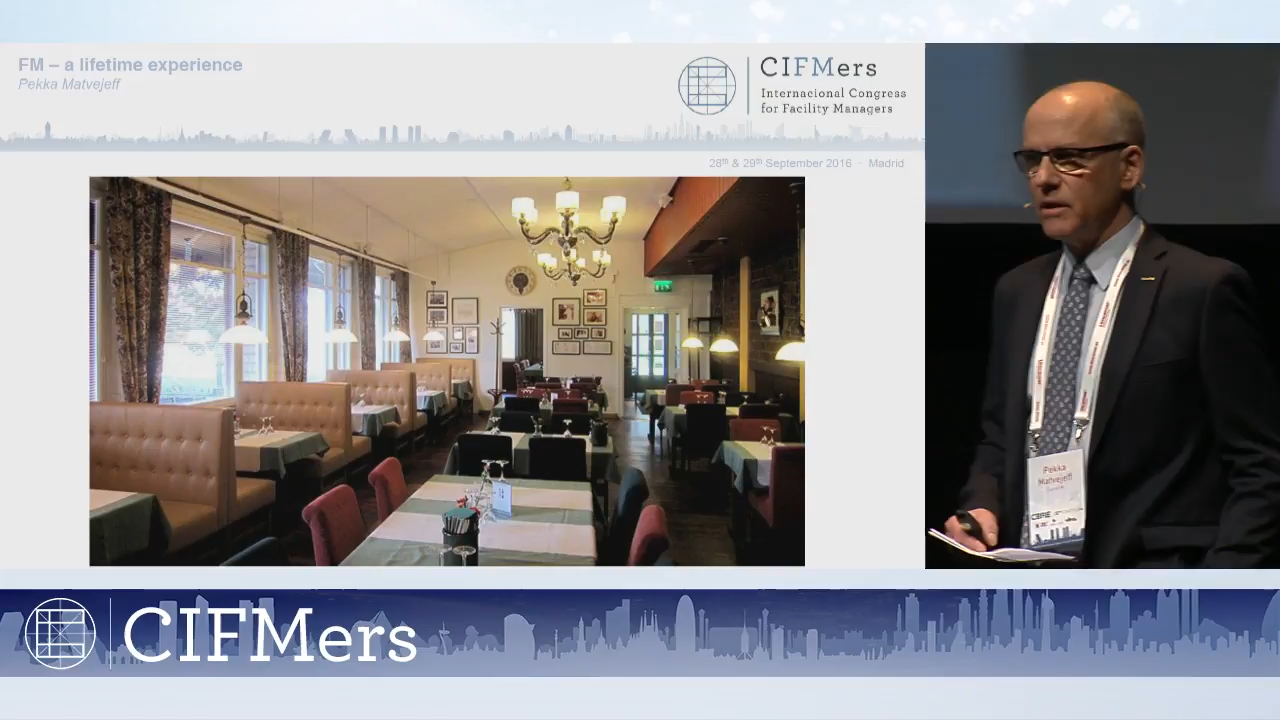 FM – a lifetime experience
Pekka Matvejeff
CIFMers
Internacional Congress
for Facility Managers
28th & 29th September 2016 - Madrid
Pekka
Matvejeff
CBRE
CIFMers